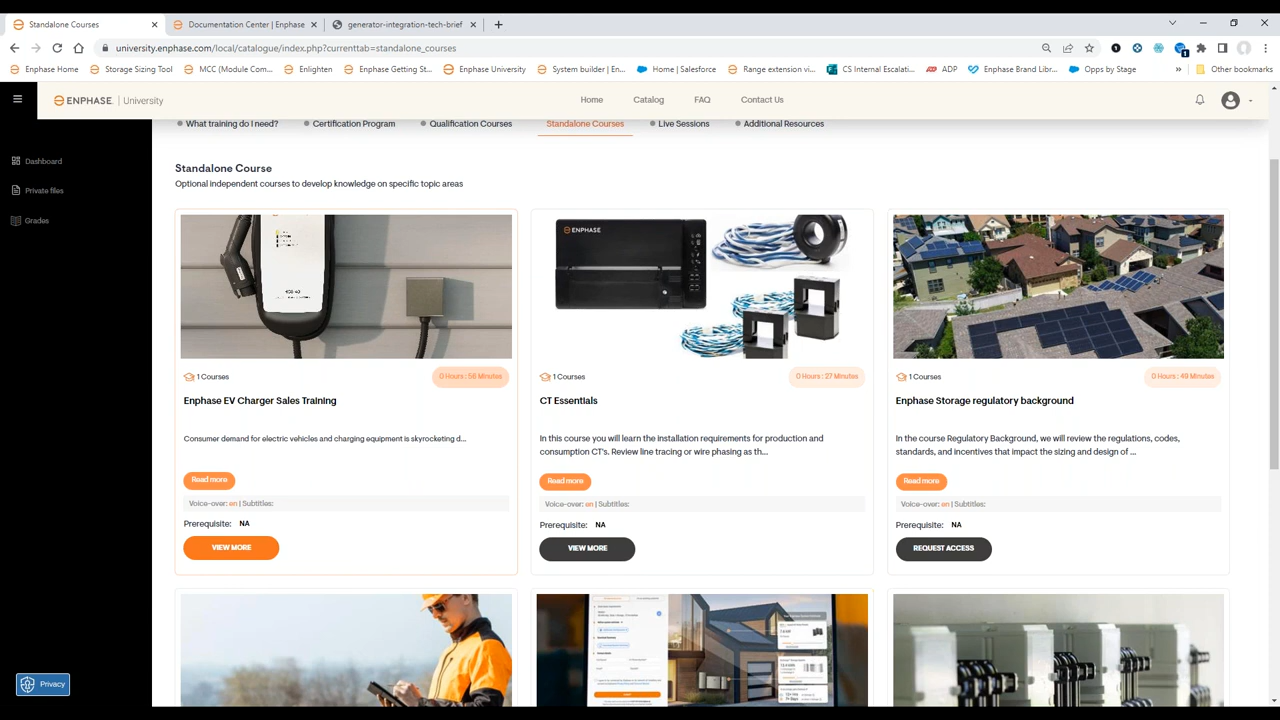 Standalone Courses
Documentation Center | Enphase
generator-integration-tech-brief
university.enphase.com/local/catalogue/index.php?currenttab=standalone_courses
Enphase Home
Storage Sizing Tool
MCC (Module Com...
Enlighten
Enphase Getting St...
Enphase University
System builder | En...
Home | Salesforce
Range extension vi...
CS Internal Escalati...
ADP
Enphase Brand Libr...
Opps by Stage
»
Other bookmarks
ENPHASE. | University
Home
Catalog
FAQ
Contact Us
What training do I need?
Certification Program
Qualification Courses
Standalone Courses
Live Sessions
Additional Resources
Dashboard
Private files
Grades
Standalone Course
Optional independent courses to develop knowledge on specific topic areas
ENPHASE
1 Courses
0 Hours : 56 Minutes
Enphase EV Charger Sales Training
Consumer demand for electric vehicles and charging equipment is skyrocketing d...
Read more
Voice-over: en | Subtitles:
Prerequisite: NA
VIEW MORE
1 Courses
0 Hours : 27 Minutes
CT Essentials
In this course you will learn the installation requirements for production and
consumption CT's. Review line tracing or wire phasing as th...
Read more
Voice-over: en | Subtitles:
Prerequisite: NA
VIEW MORE
1 Courses
0 Hours : 49 Minutes
Enphase Storage regulatory background
In the course Regulatory Background, we will review the regulations, codes,
standards, and incentives that impact the sizing and design of ...
Read more
Voice-over: en | Subtitles:
Prerequisite: NA
REQUEST ACCESS
Privacy